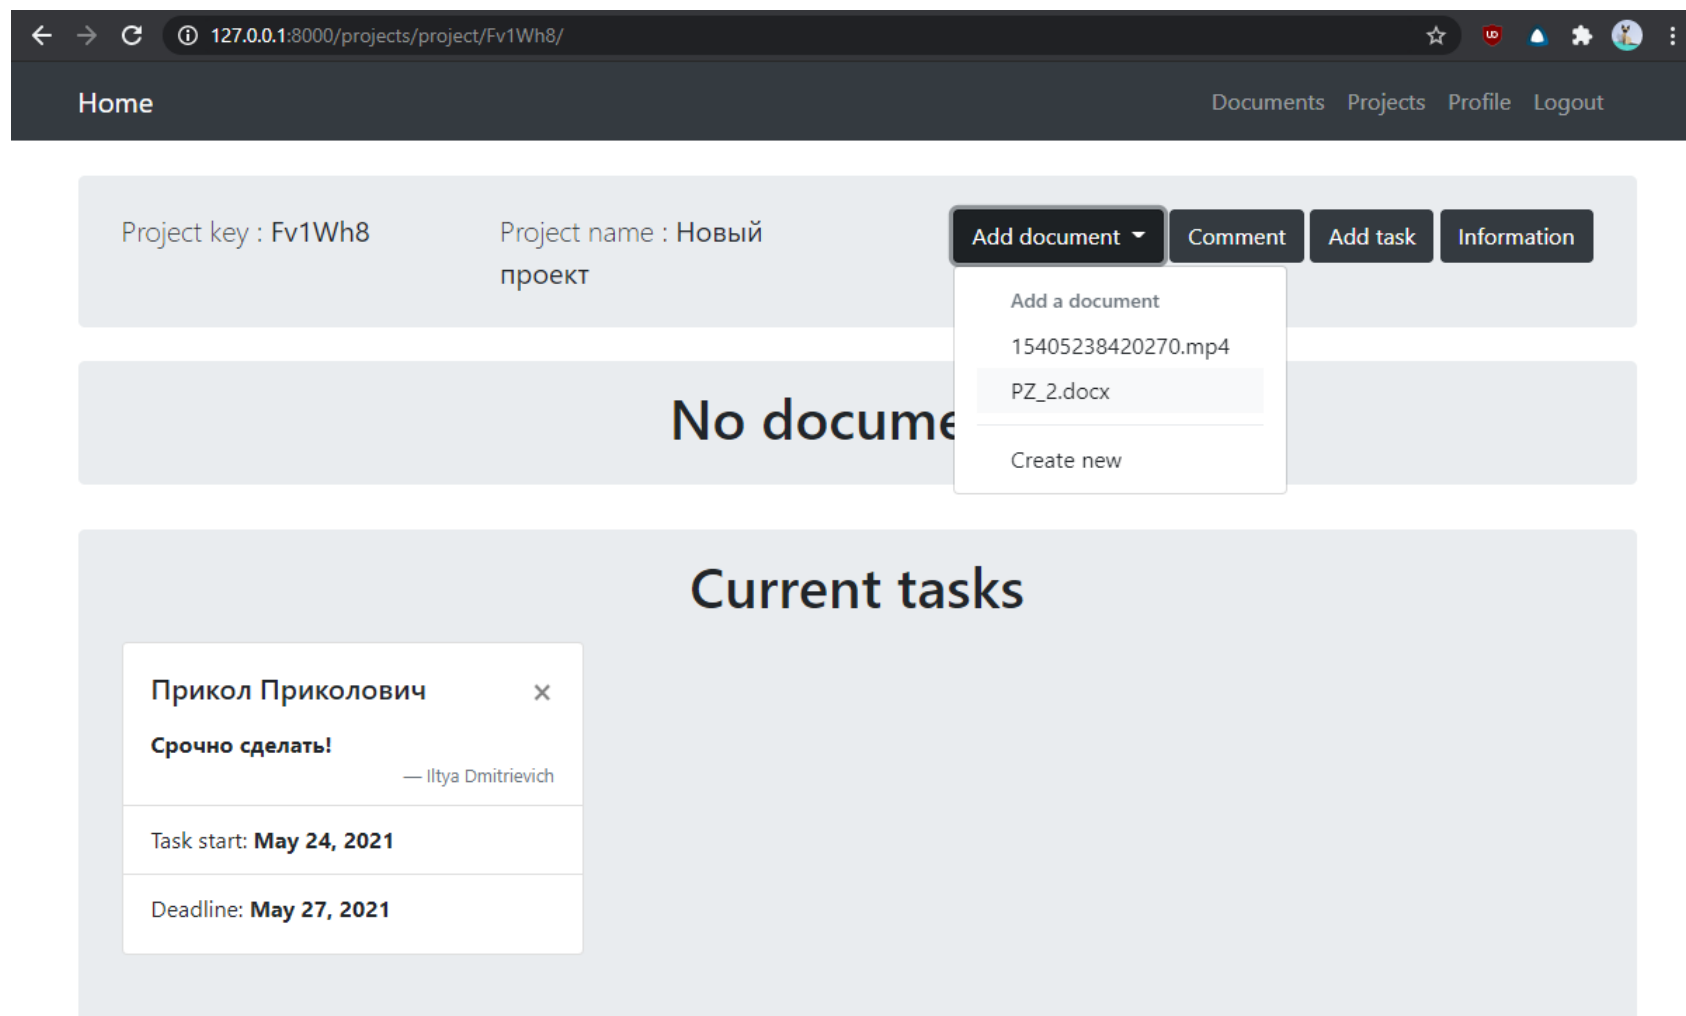 127.0.0.1:8000/projects/project/Fv1Wh8/
Home Documents Projects Profile Logout
Project key : Fv1Wh8
Project name : Новый
проект
Add document Comment Add task Information
Add a document
15405238420270.mp4
PZ_2.docx
Create new
No docume
Current tasks
Прикол Приколович ×
Срочно сделать!
— Iltya Dmitrievich
Task start: May 24, 2021
Deadline: May 27, 2021